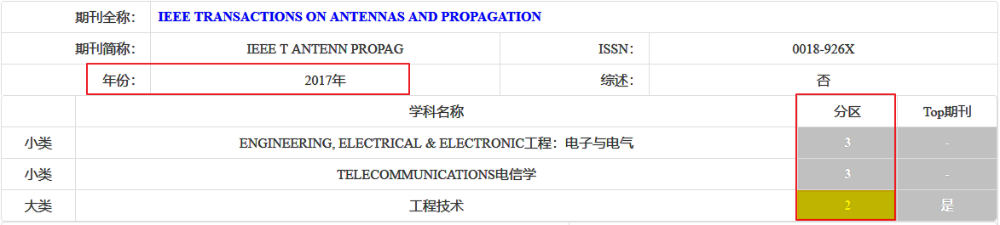 期刊全称： IEEE TRANSACTIONS ON ANTENNAS AND PROPAGATION
期刊简称： IEEE T ANTENN PROPAG ISSN： 0018-926X
年份： 2017年 综述： 否
学科名称 分区 Top期刊
小类 ENGINEERING, ELECTRICAL & ELECTRONIC工程：电子与电气 3 -
小类 TELECOMMUNICATIONS电信学 3 -
大类 工程技术 2 是